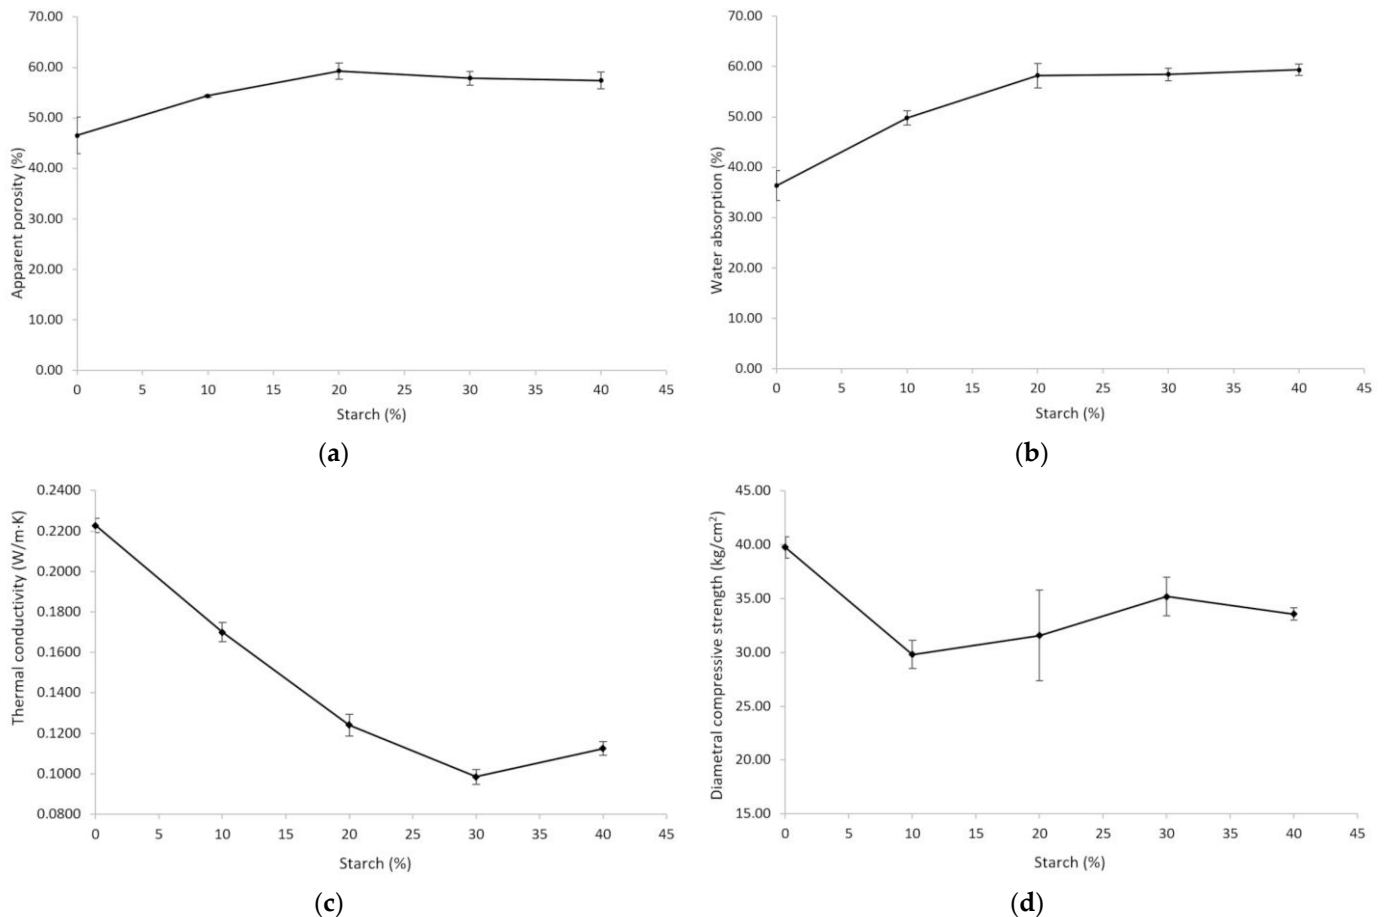 Apparent porosity (%)
70.00
60.00
50.00
40.00
30.00
20.00
10.00
0.00
0 5 10 15 20 25 30 35 40 45
Starch (%)
(a)
Water absorption (%)
70.00
60.00
50.00
40.00
30.00
20.00
10.00
0.00
0 5 10 15 20 25 30 35 40 45
Starch (%)
(b)
Thermal conductivity (W/m·K)
0.2400
0.2200
0.2000
0.1800
0.1600
0.1400
0.1200
0.1000
0.0800
0 5 10 15 20 25 30 35 40 45
Starch (%)
(c)
Diametral compressive strength (kg/cm²)
45.00
40.00
35.00
30.00
25.00
20.00
15.00
0 5 10 15 20 25 30 35 40 45
Starch (%)
(d)